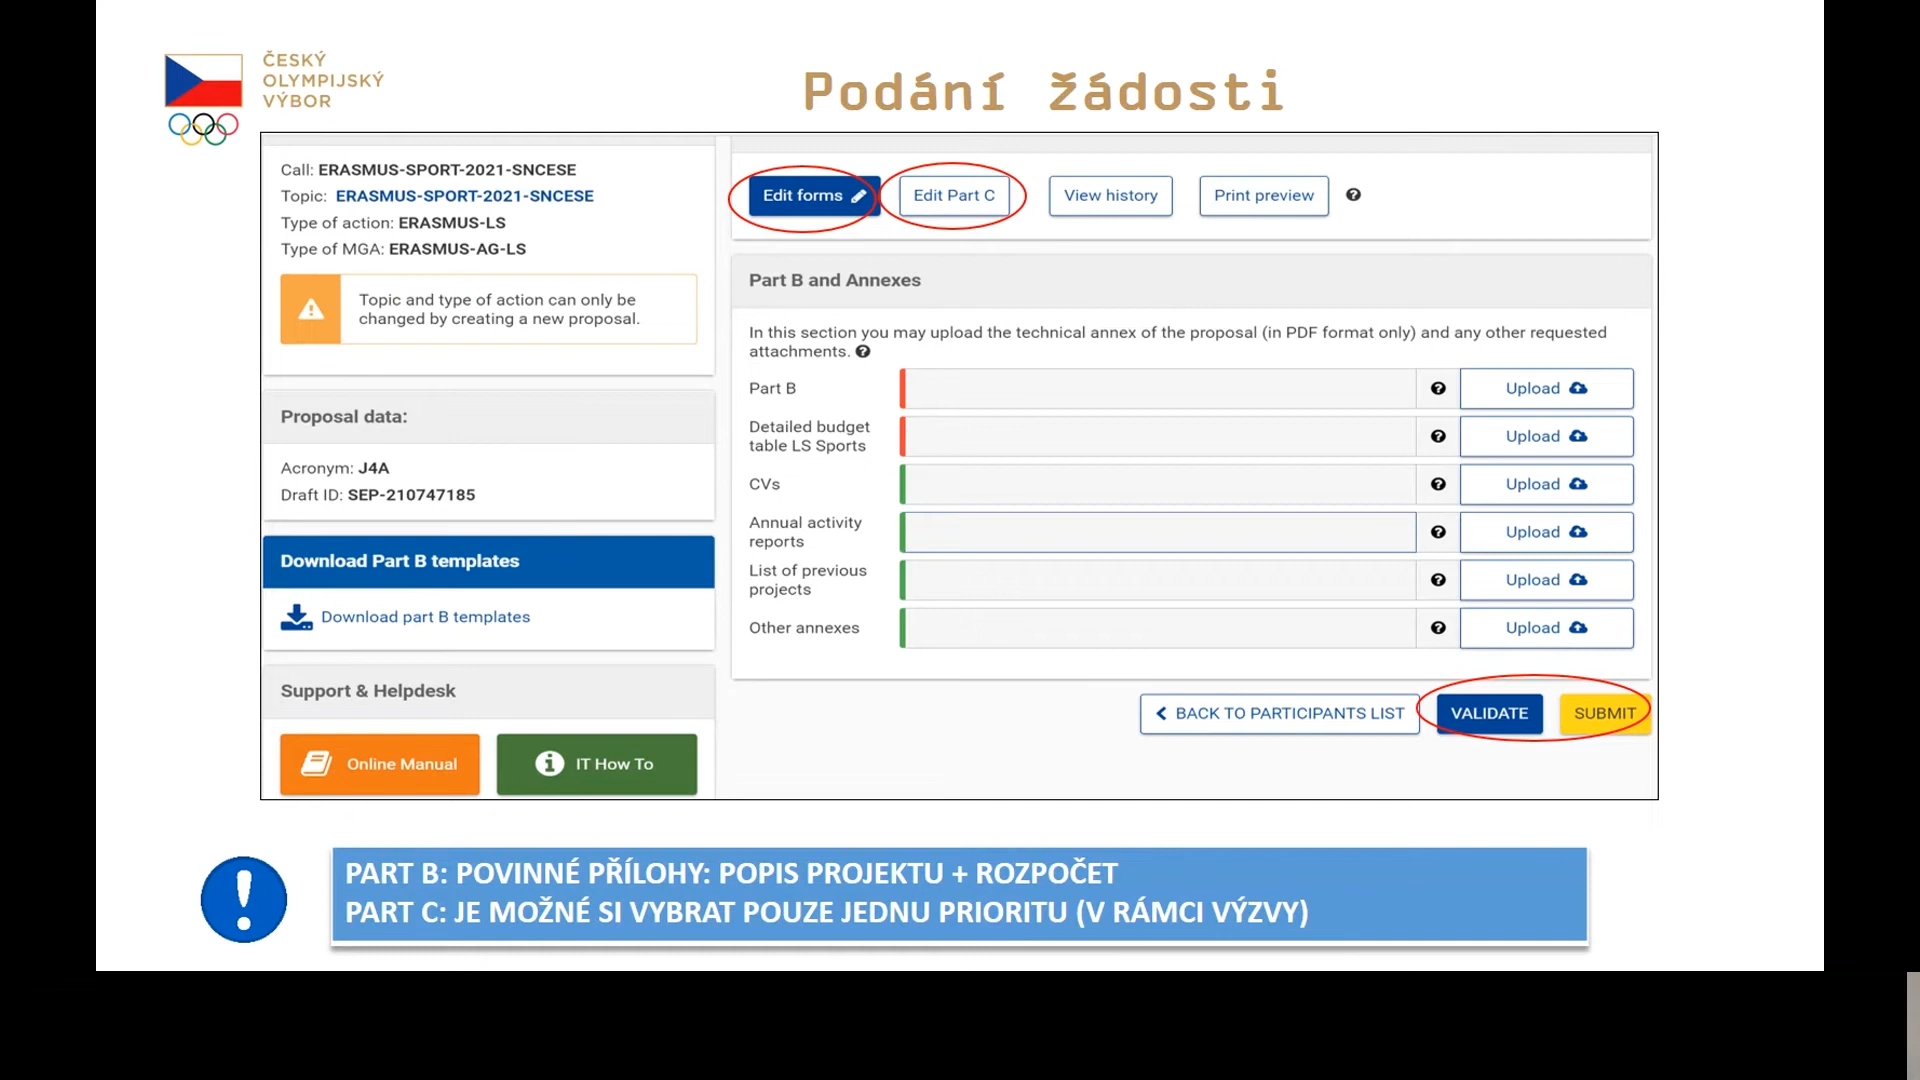 ČESKÝ
OLYMPIJSKÝ
VÝBOR
Podání žádosti
Call: ERASMUS-SPORT-2021-SNCESE
Topic: ERASMUS-SPORT-2021-SNCESE
Type of action: ERASMUS-LS
Type of MGA: ERASMUS-AG-LS
Topic and type of action can only be
changed by creating a new proposal.
Proposal data:
Acronym: J4A
Draft ID: SEP-210747185
Download Part B templates
Download part B templates
Support & Helpdesk
Online Manual
IT How To
Edit forms
Edit Part C
View history
Print preview
Part B and Annexes
In this section you may upload the technical annex of the proposal (in PDF format only) and any other requested
attachments.
Part B
Upload
Detailed budget
table LS Sports
Upload
CVs
Upload
Annual activity
reports
Upload
List of previous
projects
Upload
Other annexes
Upload
BACK TO PARTICIPANTS LIST
VALIDATE
SUBMIT
PART B: POVINNÉ PŘÍLOHY: POPIS PROJEKTU + ROZPOČET
PART C: JE MOŽNÉ SI VYBRAT POUZE JEDNU PRIORITU (V RÁMCI VÝZVY)